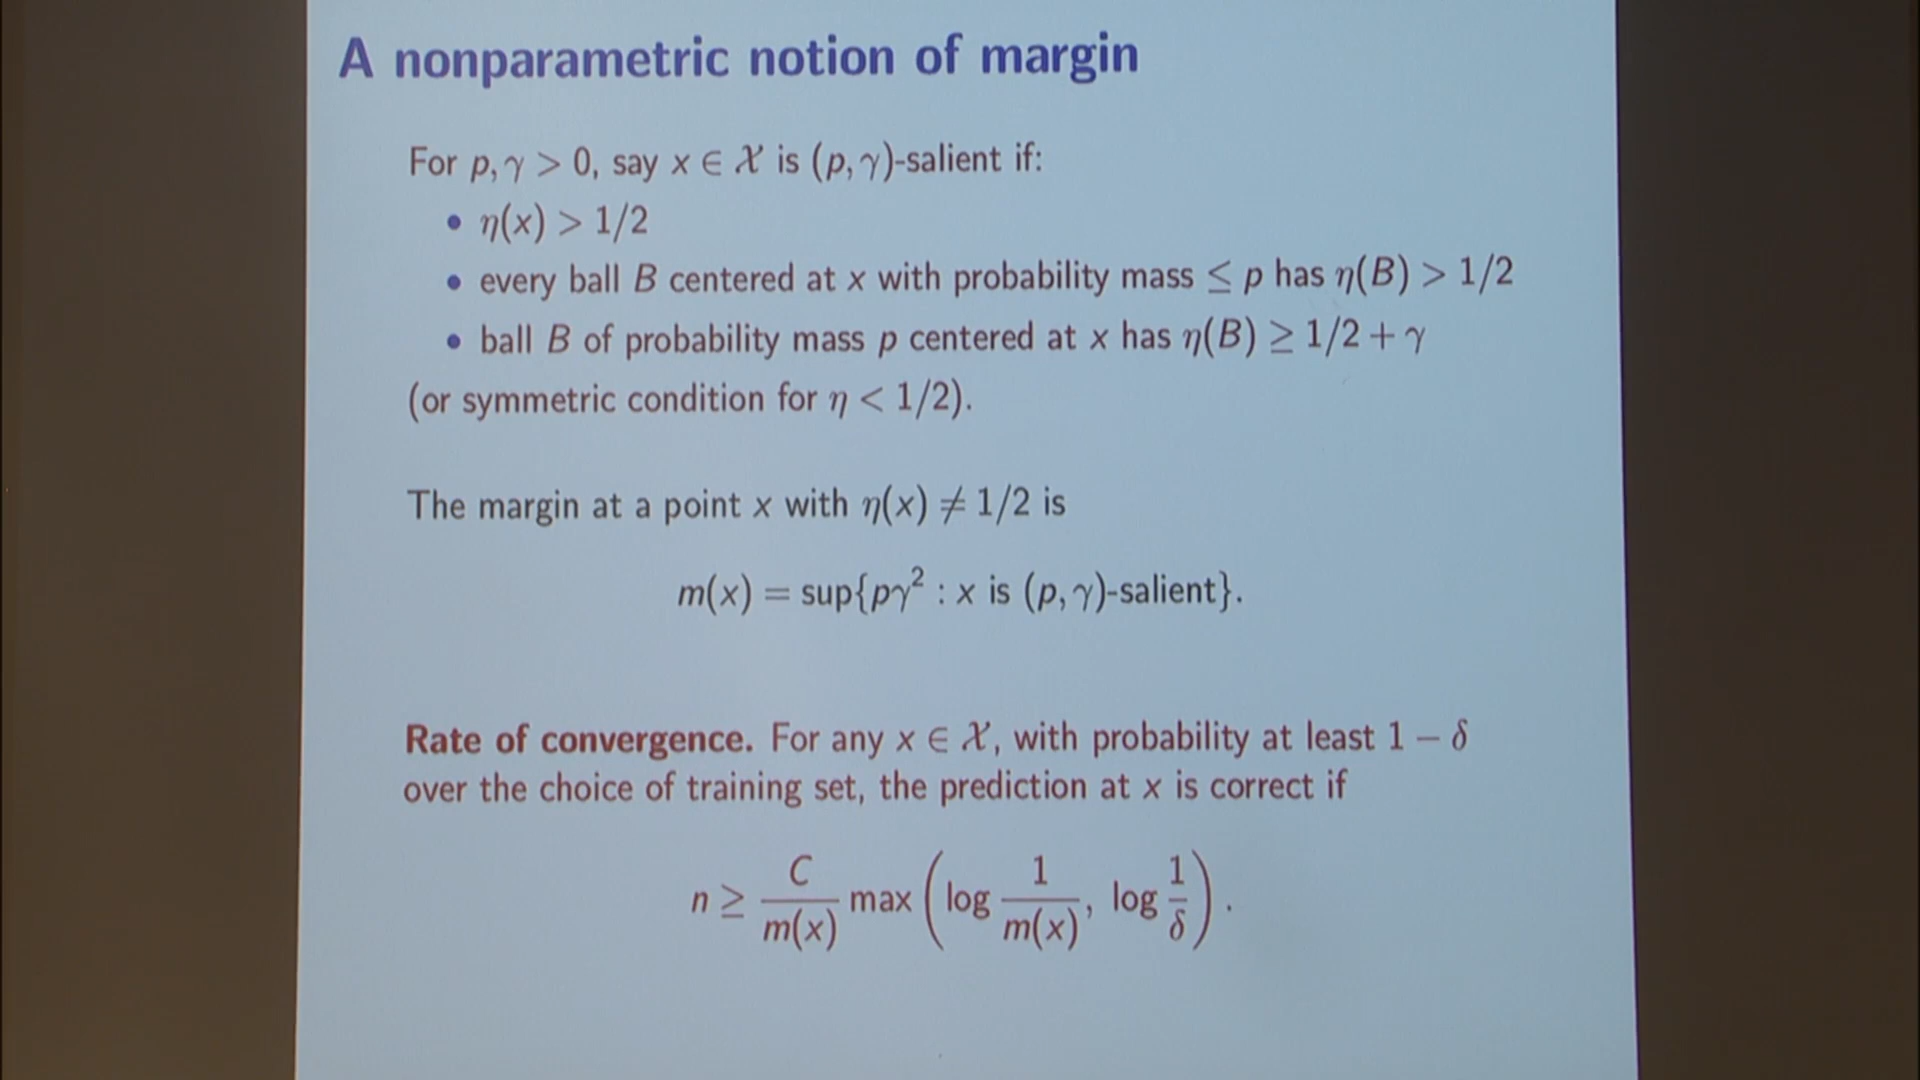 A nonparametric notion of margin
For p, γ > 0, say x ∈ 𝒳 is (p, γ)-salient if:
• η(x) > 1/2
• every ball B centered at x with probability mass ≤ p has η(B) > 1/2
• ball B of probability mass p centered at x has η(B) ≥ 1/2 + γ
(or symmetric condition for η < 1/2).
The margin at a point x with η(x) ≠ 1/2 is
m(x) = sup{pγ² : x is (p, γ)-salient}.
Rate of convergence. For any x ∈ 𝒳, with probability at least 1 − δ
over the choice of training set, the prediction at x is correct if
n ≥ C/m(x) max (log 1/m(x), log 1/δ).